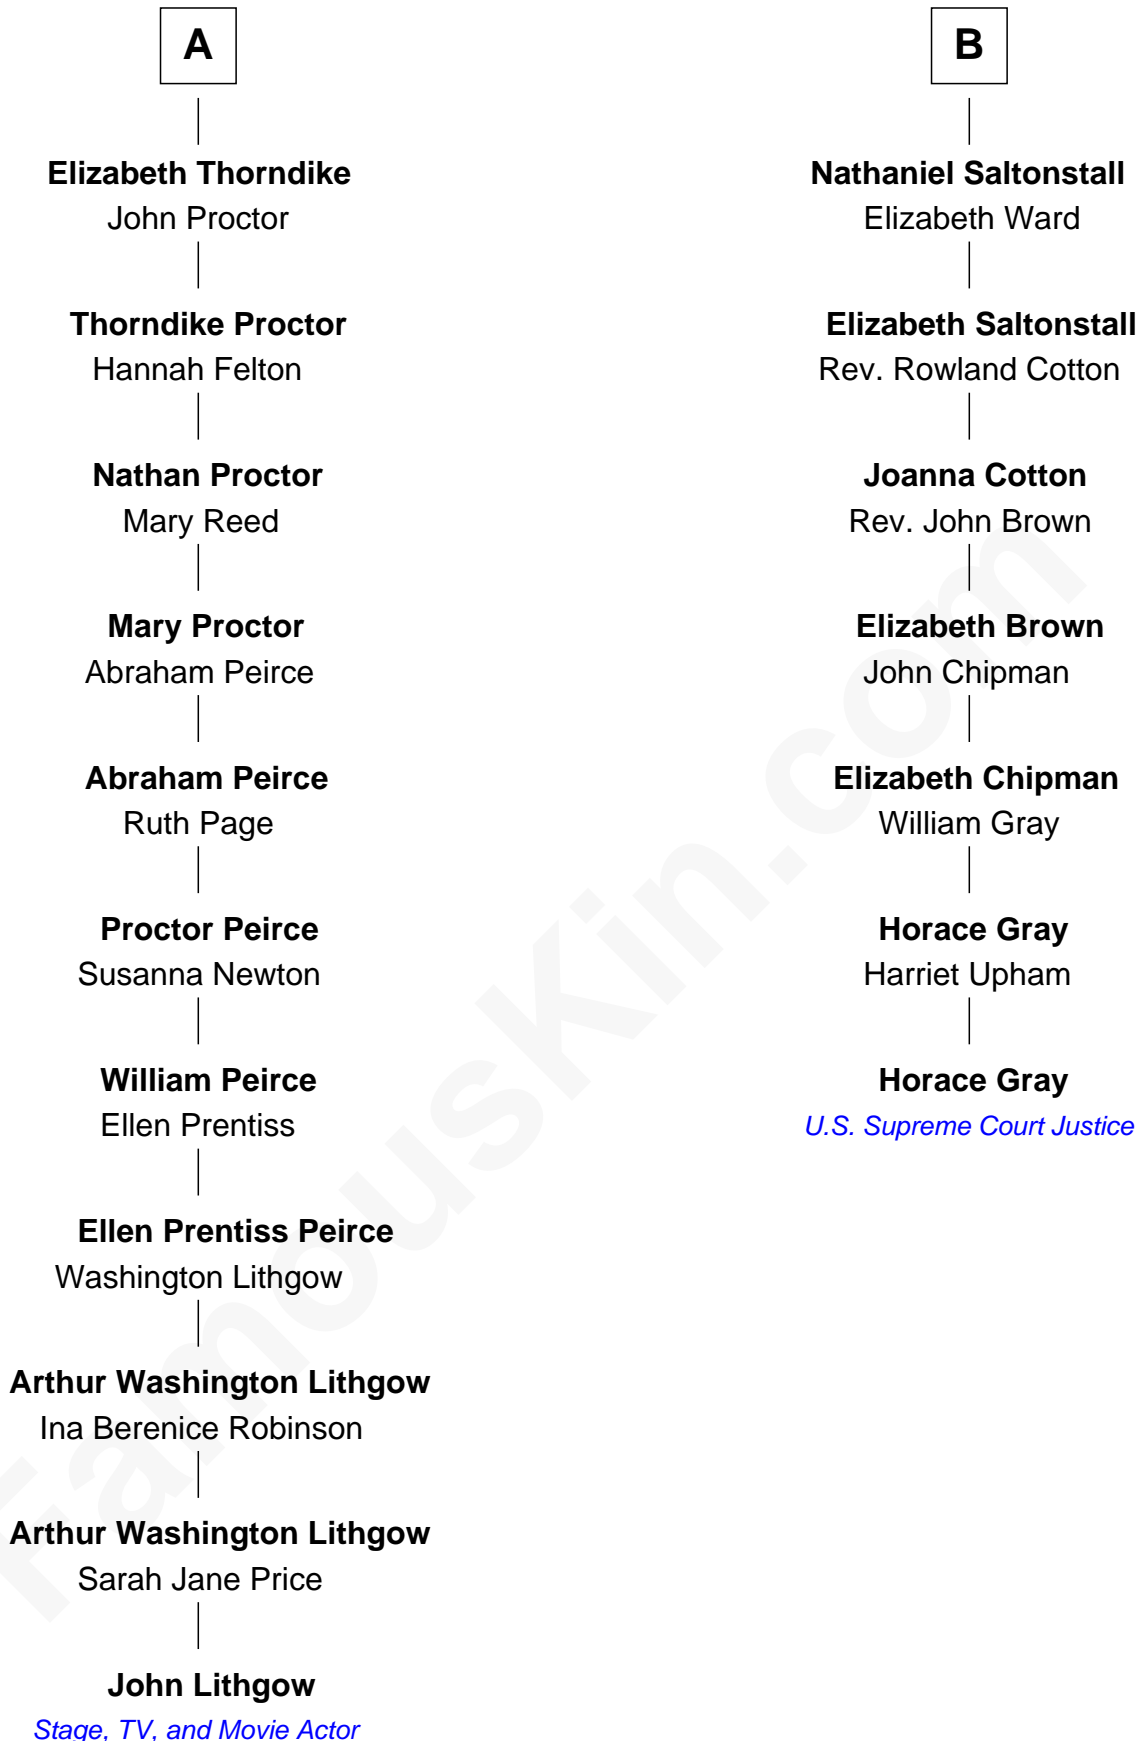 A
Elizabeth Thorndike
John Proctor
Thorndike Proctor
Hannah Felton
Nathan Proctor
Mary Reed
Mary Proctor
Abraham Peirce
Abraham Peirce
Ruth Page
Proctor Peirce
Susanna Newton
William Peirce
Ellen Prentiss
Ellen Prentiss Peirce
Washington Lithgow
Arthur Washington Lithgow
Ina Berenice Robinson
Arthur Washington Lithgow
Sarah Jane Price
John Lithgow
Stage, TV, and Movie Actor
B
Nathaniel Saltonstall
Elizabeth Ward
Elizabeth Saltonstall
Rev. Rowland Cotton
Joanna Cotton
Rev. John Brown
Elizabeth Brown
John Chipman
Elizabeth Chipman
William Gray
Horace Gray
Harriet Upham
Horace Gray
U.S. Supreme Court Justice
FamousKin.com